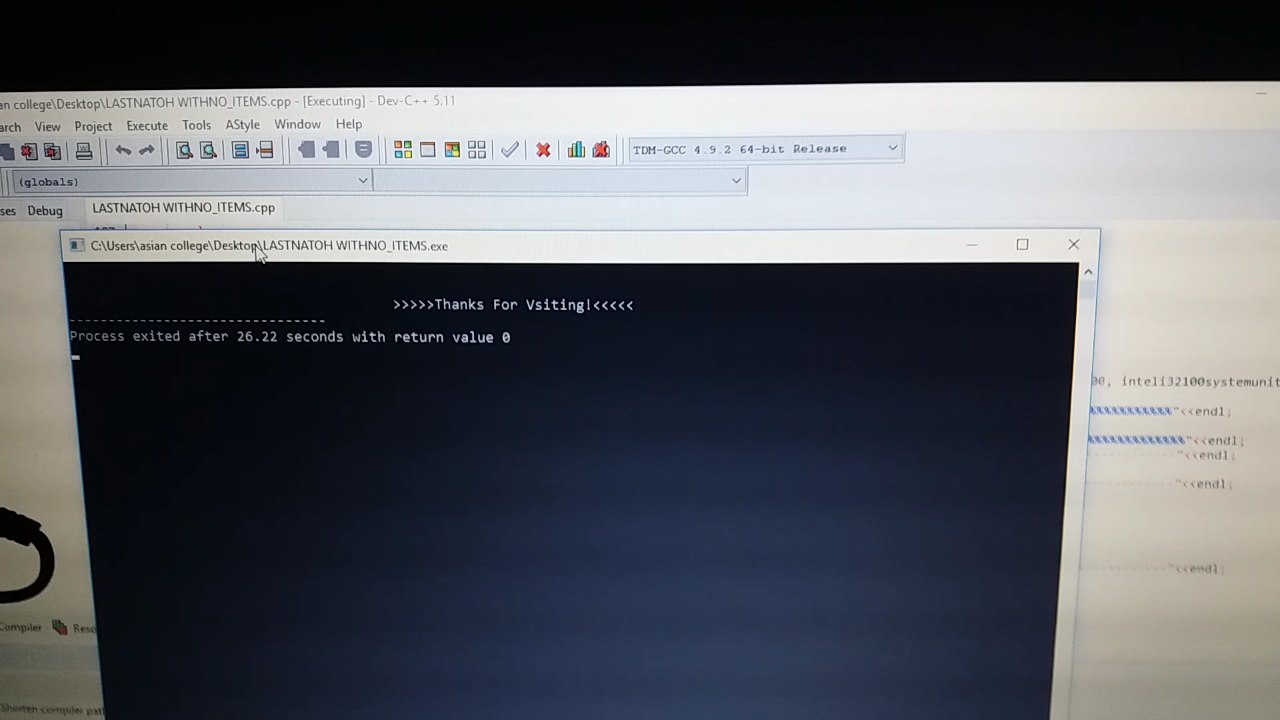 an college\Desktop\LASTNATOH WITHNO_ITEMS.cpp - [Executing] - Dev-C++ 5.11
arch View Project Execute Tools AStyle Window Help
TDM-GCC 4.9.2 64-bit Release
(globals)
ses Debug LASTNATOH WITHNO_ITEMS.cpp
C:\Users\asian college\Desktop\LASTNATOH WITHNO_ITEMS.exe
>>>>>Thanks For Vsiting!<<<<<
--------------------------------
Process exited after 26.22 seconds with return value 0
00, inteli32100systemunit
%%%%%%%%%%%"<<endl;
%%%%%%%%%%%%%"<<endl;
"<<endl;
"<<endl;
"<<endl;
Compiler Reso
Shorten compiler pat